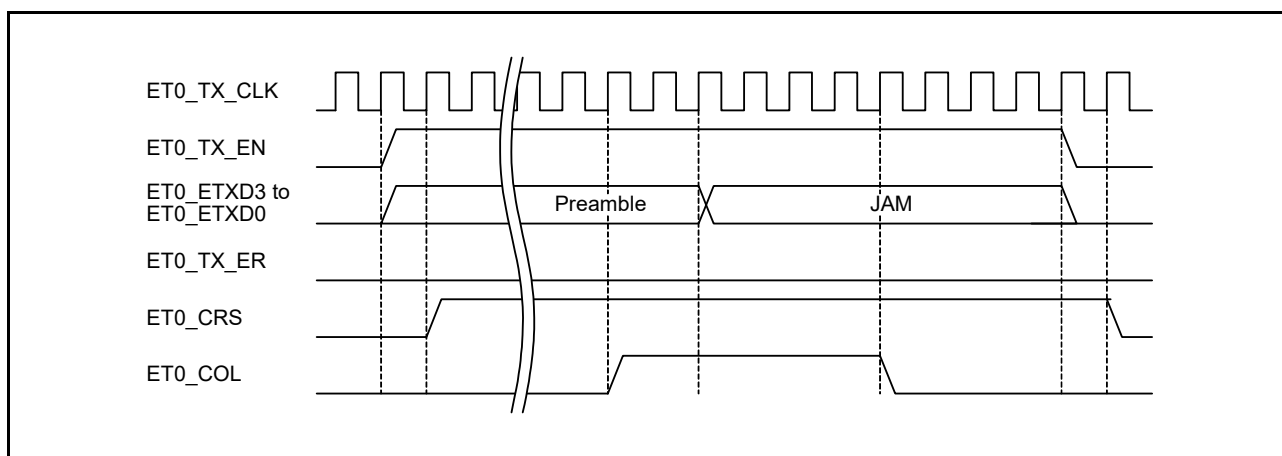 ET0_TX_CLK
ET0_TX_EN
ET0_ETXD3 to
ET0_ETXD0
Preamble
JAM
ET0_TX_ER
ET0_CRS
ET0_COL